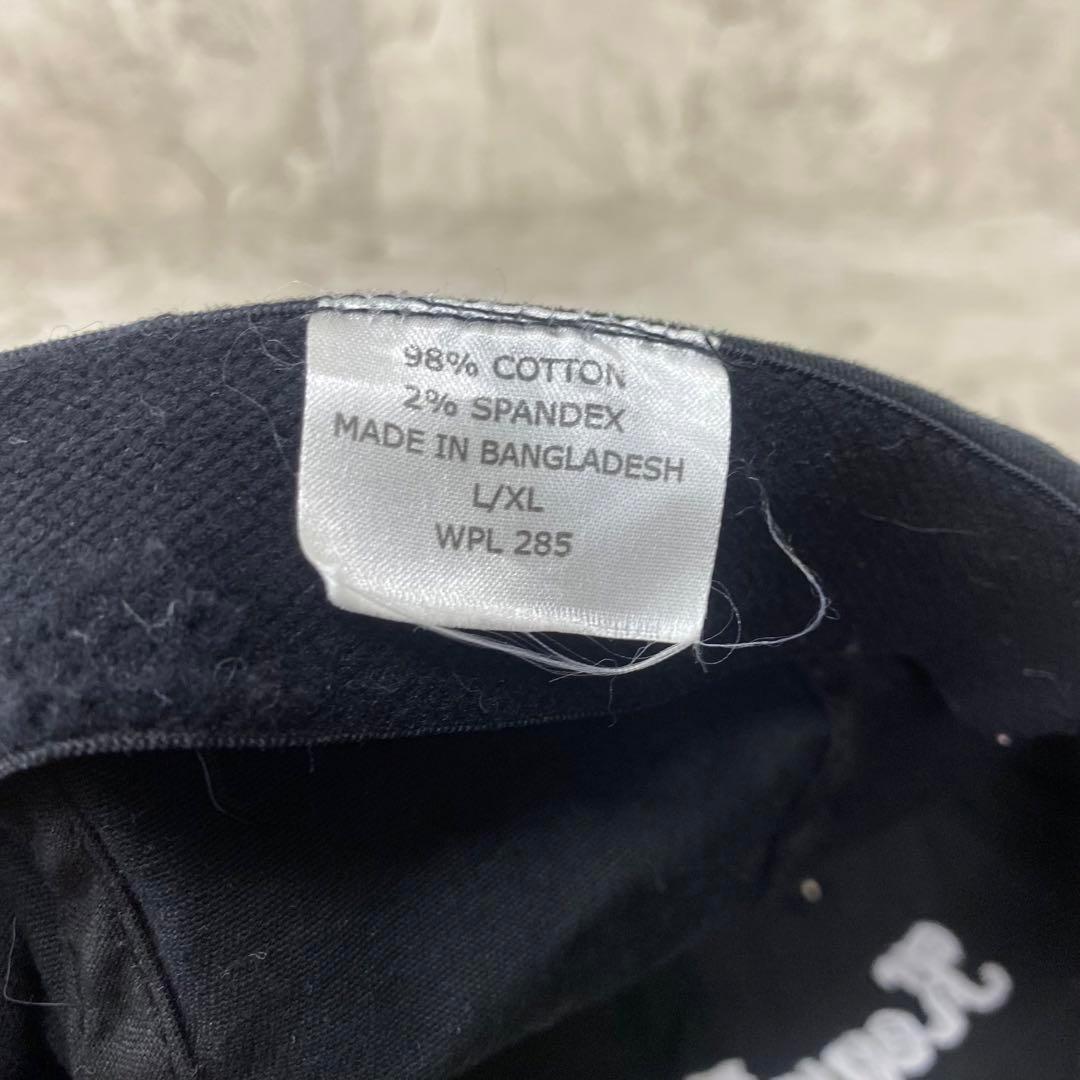 98% COTTON
2% SPANDEX
MADE IN BANGLADESH
L/XL
WPL 285